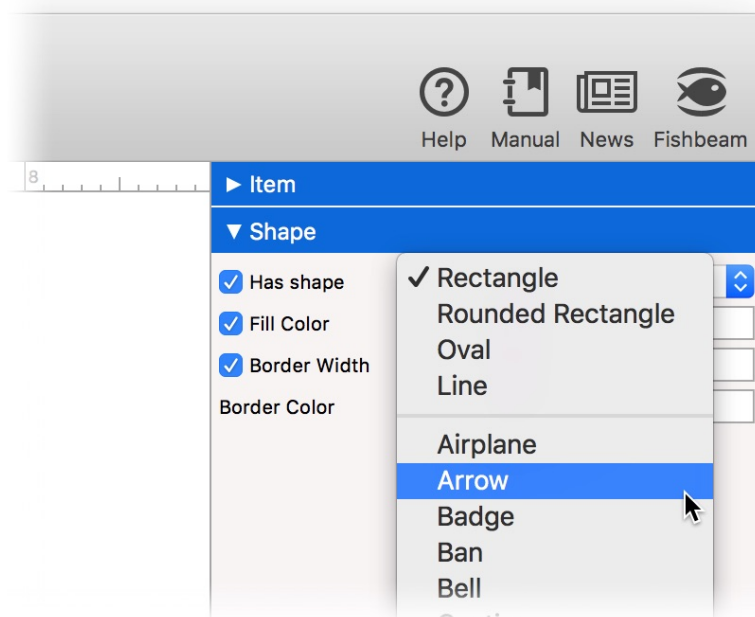 Help Manual News Fishbeam
8
Item
Shape
Has shape
Fill Color
Border Width
Border Color
Rectangle
Rounded Rectangle
Oval
Line
Airplane
Arrow
Badge
Ban
Bell